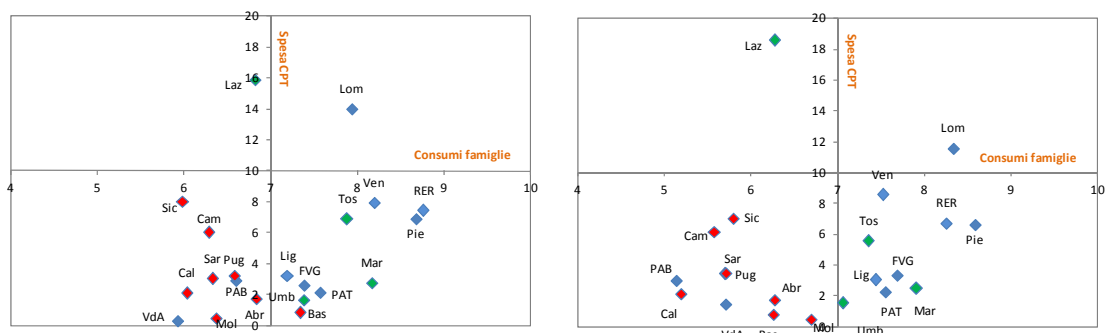 20
18
16
14
12
10
8
6
4
2
0
4
5
6
7
8
9
10
Spesa CPT
Consumi famiglie
Laz
Lom
Sic
Cam
Cal
Sar
Pug
PAB
VdA
Mol
Abr
Umb
Bas
Lig
FVG
PAT
Mar
Tos
Ven
RER
Pie
20
18
16
14
12
10
8
6
4
2
0
4
5
6
7
8
9
10
Spesa CPT
Consumi famiglie
Laz
Lom
Ven
RER
Pie
Tos
Sic
Cam
Sar
Pug
PAB
Cal
Abr
VdA
Bas
Mol
Umb
Lig
FVG
PAT
Mar